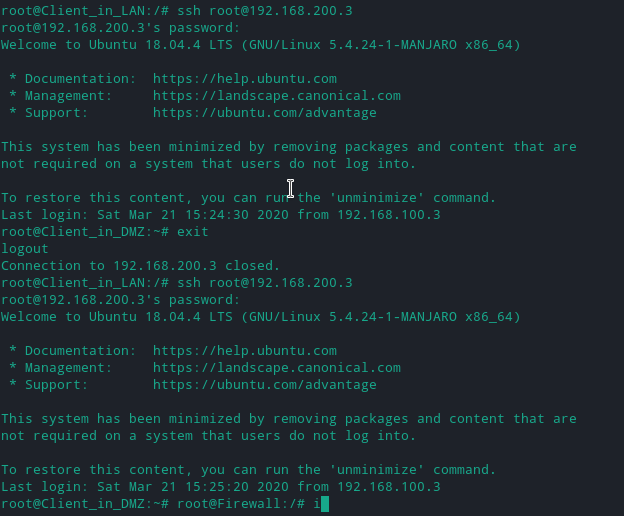 root@Client_in_LAN:/# ssh root@192.168.200.3
root@192.168.200.3's password:
Welcome to Ubuntu 18.04.4 LTS (GNU/Linux 5.4.24-1-MANJARO x86_64)
 * Documentation:  https://help.ubuntu.com
 * Management:     https://landscape.canonical.com
 * Support:        https://ubuntu.com/advantage
This system has been minimized by removing packages and content that are
not required on a system that users do not log into.
To restore this content, you can run the 'unminimize' command.
Last login: Sat Mar 21 15:24:30 2020 from 192.168.100.3
root@Client_in_DMZ:~# exit
logout
Connection to 192.168.200.3 closed.
root@Client_in_LAN:/# ssh root@192.168.200.3
root@192.168.200.3's password:
Welcome to Ubuntu 18.04.4 LTS (GNU/Linux 5.4.24-1-MANJARO x86_64)
 * Documentation:  https://help.ubuntu.com
 * Management:     https://landscape.canonical.com
 * Support:        https://ubuntu.com/advantage
This system has been minimized by removing packages and content that are
not required on a system that users do not log into.
To restore this content, you can run the 'unminimize' command.
Last login: Sat Mar 21 15:25:20 2020 from 192.168.100.3
root@Client_in_DMZ:~# root@Firewall:/# i